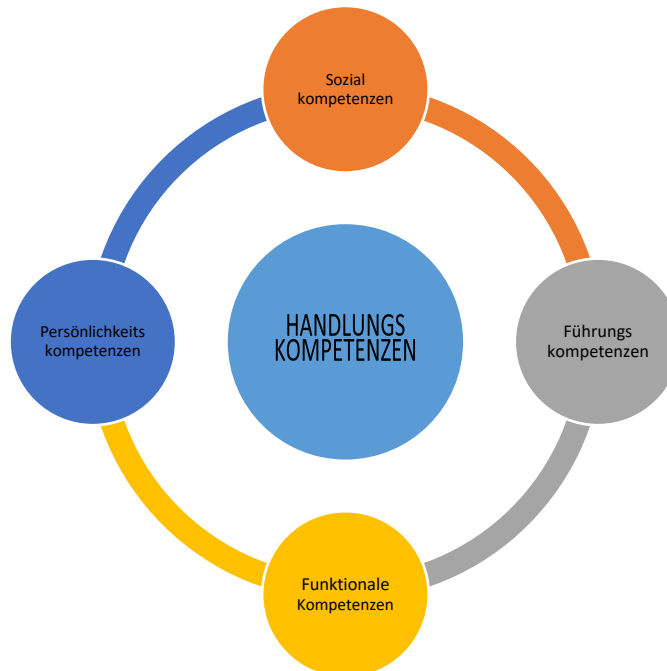 Sozial
kompetenzen
Persönlichkeits
kompetenzen
HANDLUNGS
KOMPETENZEN
Führungs
kompetenzen
Funktionale
Kompetenzen